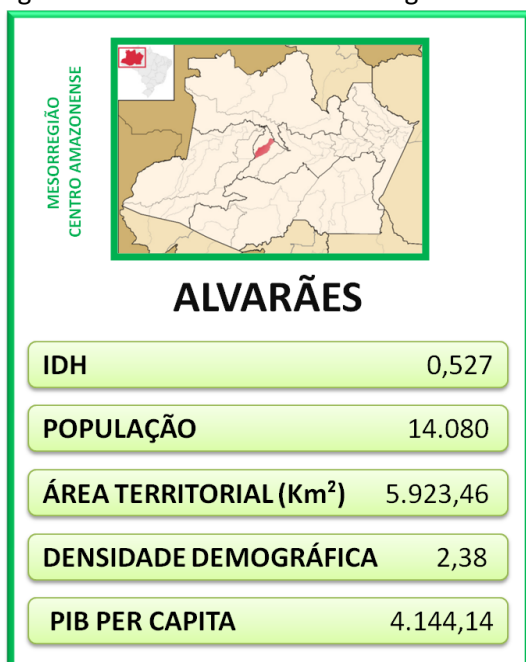 MESORREGIÃO
CENTRO AMAZONENSE
ALVARÃES
IDH 0,527
POPULAÇÃO 14.080
ÁREA TERRITORIAL (Km²) 5.923,46
DENSIDADE DEMOGRÁFICA 2,38
PIB PER CAPITA 4.144,14